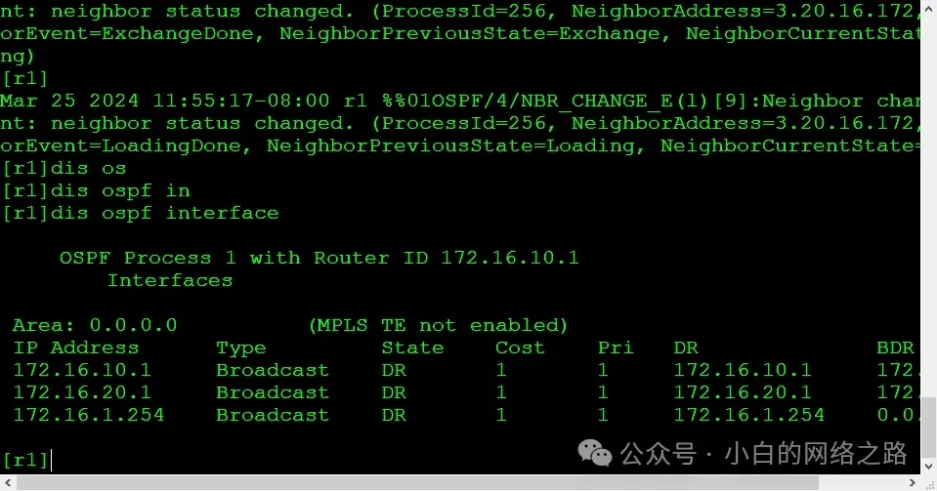 nt: neighbor status changed. (ProcessId=256, NeighborAddress=3.20.16.172,
orEvent=ExchangeDone, NeighborPreviousState=Exchange, NeighborCurrentStat
ng)
[r1]
Mar 25 2024 11:55:17-08:00 r1 %%01OSPF/4/NBR_CHANGE_E(l)[9]:Neighbor chan
nt: neighbor status changed. (ProcessId=256, NeighborAddress=3.20.16.172,
orEvent=LoadingDone, NeighborPreviousState=Loading, NeighborCurrentState=
[r1]dis os
[r1]dis ospf in
[r1]dis ospf interface
OSPF Process 1 with Router ID 172.16.10.1
Interfaces
Area: 0.0.0.0 (MPLS TE not enabled)
IP Address Type State Cost Pri DR BDR
172.16.10.1 Broadcast DR 1 1 172.16.10.1 172.
172.16.20.1 Broadcast DR 1 1 172.16.20.1 172.
172.16.1.254 Broadcast DR 1 1 172.16.1.254 0.0.
[r1]
公众号 · 小白的网络之路